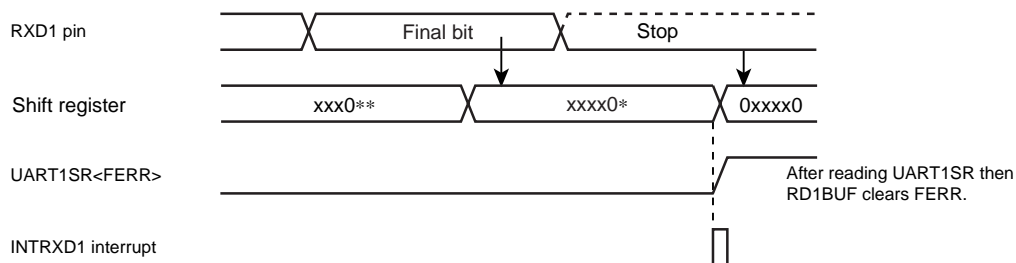 RXD1 pin Final bit Stop
Shift register xxx0** xxxx0* 0xxxx0
UART1SR<FERR> After reading UART1SR then
RD1BUF clears FERR.
INTRXD1 interrupt